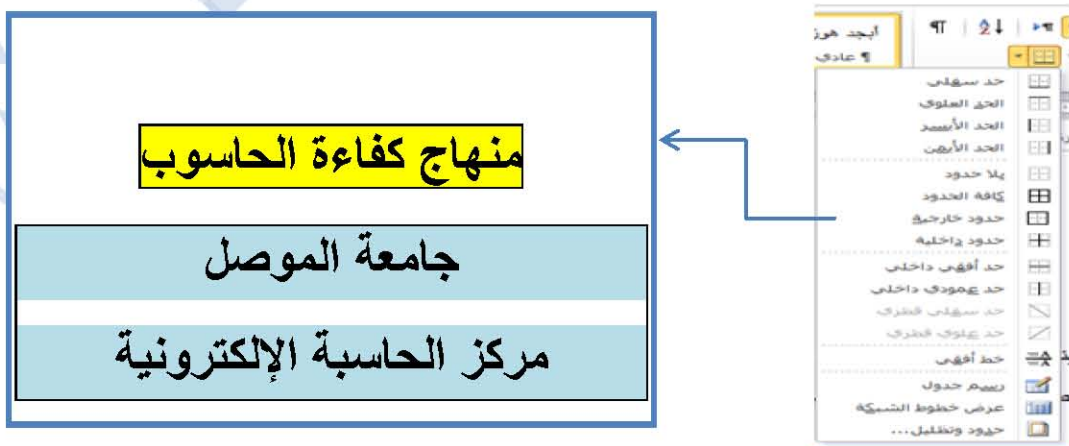 منهاج كفاءة الحاسوب
جامعة الموصل
مركز الحاسبة الإلكترونية
أبجد هوز
¶ عادي
حد سفلي
الحد العلوي
الحد الأيسر
الحد الأيمن
بلا حدود
كافة الحدود
حدود خارجية
حدود داخلية
حد أفقي داخلي
حد عمودي داخلي
حد سفلي قطري
حد علوي قطري
خط أفقي
رسم جدول
عرض خطوط الشبكة
حدود وتظليل...